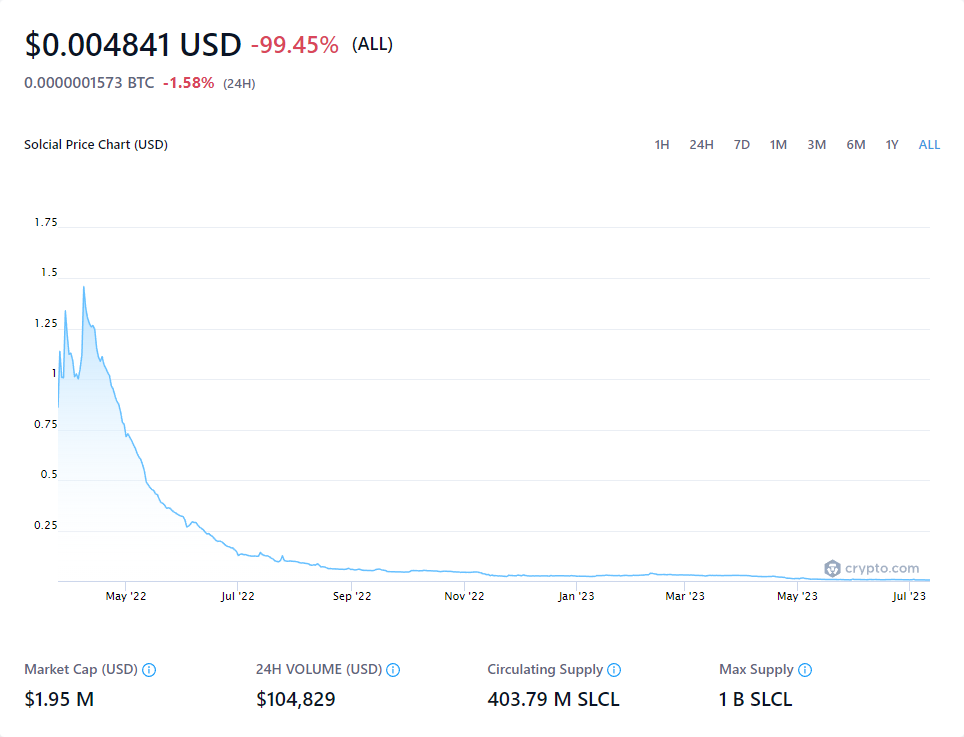 $0.004841 USD -99.45% (ALL)
0.0000001573 BTC -1.58% (24H)
Solcial Price Chart (USD) 1H 24H 7D 1M 3M 6M 1Y ALL
1.75
1.5
1.25
1
0.75
0.5
0.25
crypto.com
May '22 Jul '22 Sep '22 Nov '22 Jan '23 Mar '23 May '23 Jul '23
Market Cap (USD) 24H VOLUME (USD) Circulating Supply Max Supply
$1.95 M $104,829 403.79 M SLCL 1 B SLCL